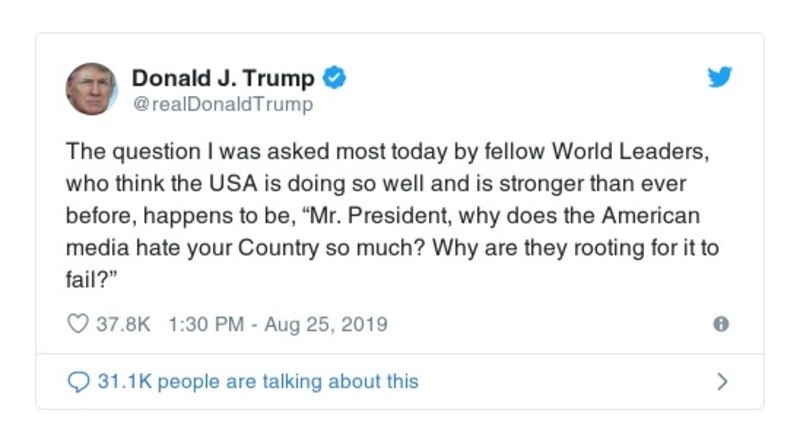 Donald J. Trump
@realDonaldTrump
The question I was asked most today by fellow World Leaders,
who think the USA is doing so well and is stronger than ever
before, happens to be, “Mr. President, why does the American
media hate your Country so much? Why are they rooting for it to
fail?”
37.8K 1:30 PM - Aug 25, 2019
31.1K people are talking about this